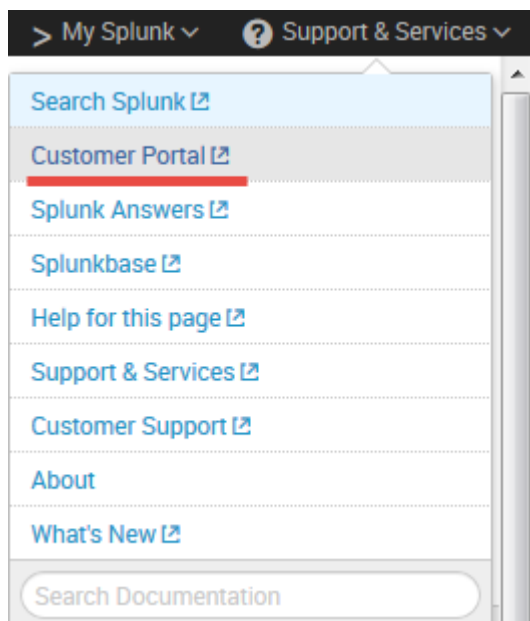 > My Splunk Support & Services
Search Splunk
Customer Portal
Splunk Answers
Splunkbase
Help for this page
Support & Services
Customer Support
About
What's New
Search Documentation